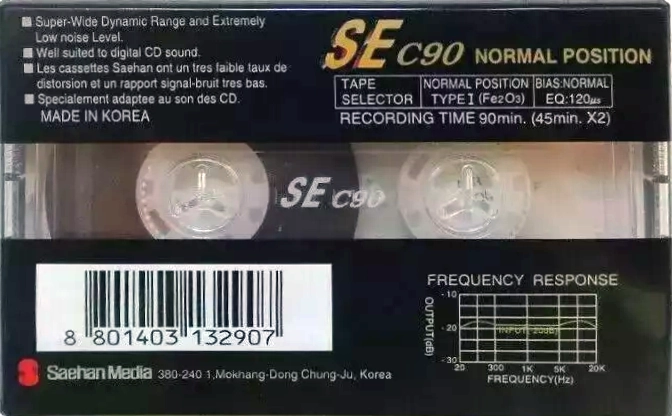 Super-Wide Dynamic Range and Extremely
Low noise Level.
Well suited to digital CD sound.
Les cassettes Saehan ont un tres faible taux de
distorsion et un rapport signal-bruit tres bas.
Specialement adaptee au son des CD.
MADE IN KOREA
SE C90 NORMAL POSITION
TAPE SELECTOR
NORMAL POSITION TYPE I (Fe2O3)
BIAS:NORMAL EQ:120µs
RECORDING TIME 90min. (45min. X2)
SE C90
8 801403 132907
Saehan Media 380-240 1,Mokhang-Dong Chung-Ju, Korea
FREQUENCY RESPONSE
OUTPUT(dB)
-10
-20
-30
INPUT(-20dB)
20 300 1K 5K 20K
FREQUENCY(Hz)